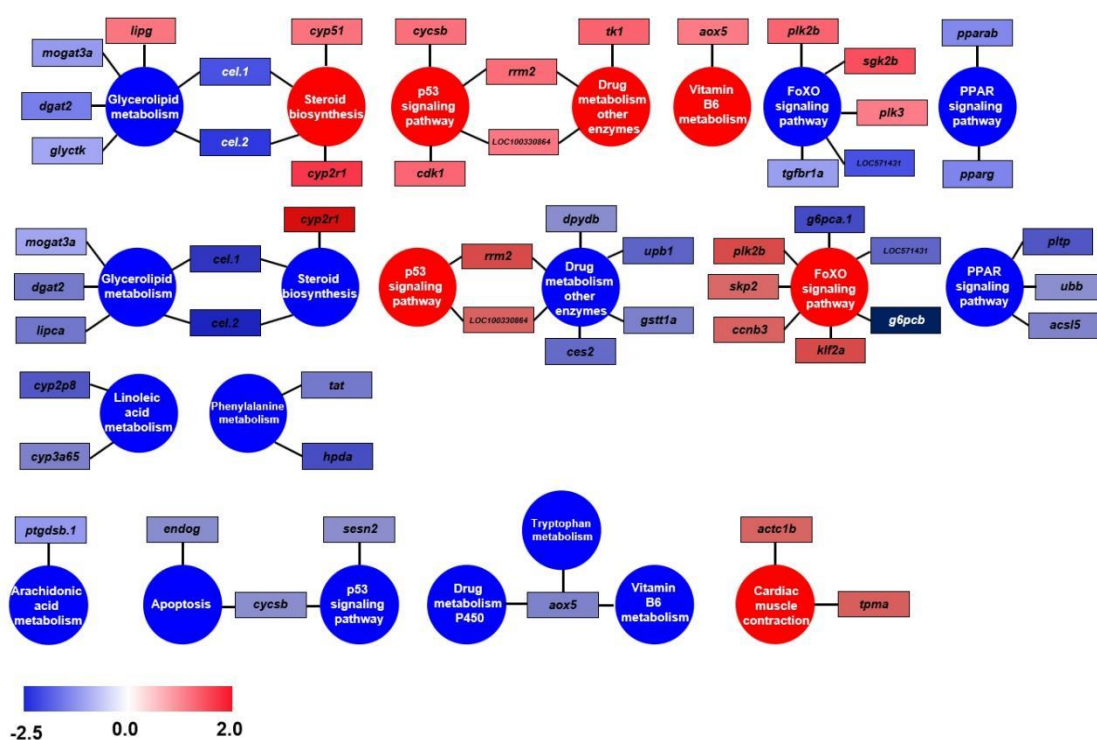 lipg
cyp51
cycsb
tk1
aox5
plk2b
pparab
mogat3a
cel.1
rrm2
sgk2b
dgat2
Glycerolipid
metabolism
Steroid
biosynthesis
p53
signaling
pathway
Drug
metabolism
other
enzymes
Vitamin
B6
metabolism
FoXO
signaling
pathway
plk3
PPAR
signaling
pathway
glyctk
cel.2
LOC100330864
LOC571431
cyp2r1
cdk1
tgfbr1a
pparg
cyp2r1
dpydb
g6pca.1
mogat3a
cel.1
rrm2
upb1
plk2b
LOC571431
pltp
dgat2
Glycerolipid
metabolism
Steroid
biosynthesis
p53
signaling
pathway
Drug
metabolism
other
enzymes
skp2
FoXO
signaling
pathway
PPAR
signaling
pathway
ubb
lipca
cel.2
LOC100330864
gstt1a
ccnb3
g6pcb
acsl5
ces2
klf2a
cyp2p8
Linoleic
acid
metabolism
Phenylalanine
metabolism
tat
cyp3a65
hpda
ptgdsb.1
endog
sesn2
Tryptophan
metabolism
actc1b
Arachidonic
acid
metabolism
Apoptosis
cycsb
p53
signaling
pathway
Drug
metabolism
P450
aox5
Vitamin
B6
metabolism
Cardiac
muscle
contraction
tpma
-2.5
0.0
2.0